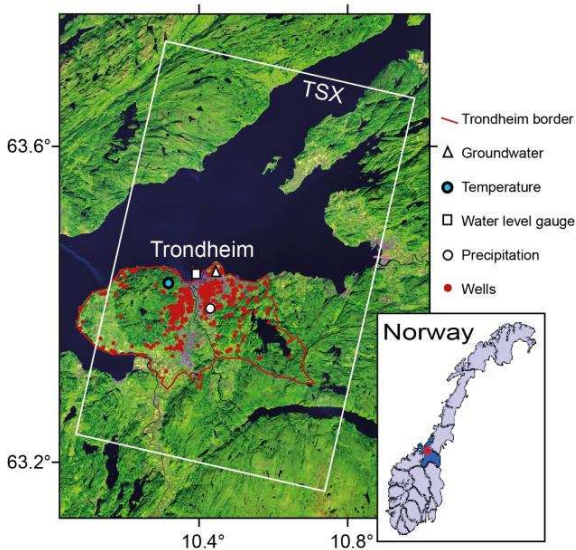 TSX
63.6°
Trondheim border
Groundwater
Temperature
Water level gauge
Trondheim
Precipitation
Wells
Norway
63.2°
10.4°
10.8°